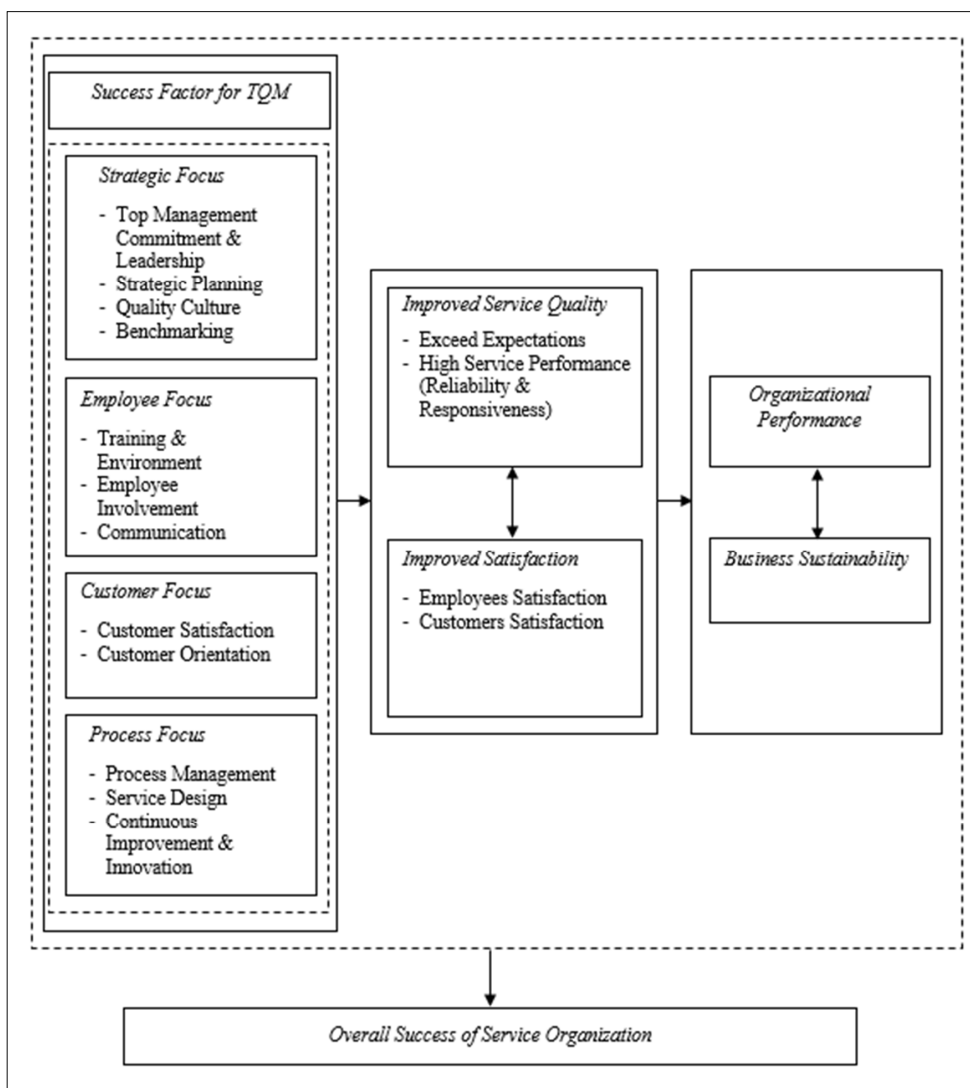 Success Factor for TQM
Strategic Focus
- Top Management
Commitment &
Leadership
- Strategic Planning
- Quality Culture
- Benchmarking
Employee Focus
- Training &
Environment
- Employee
Involvement
- Communication
Customer Focus
- Customer Satisfaction
- Customer Orientation
Process Focus
- Process Management
- Service Design
- Continuous
Improvement &
Innovation
Improved Service Quality
- Exceed Expectations
- High Service Performance
(Reliability &
Responsiveness)
Improved Satisfaction
- Employees Satisfaction
- Customers Satisfaction
Organizational
Performance
Business Sustainability
Overall Success of Service Organization